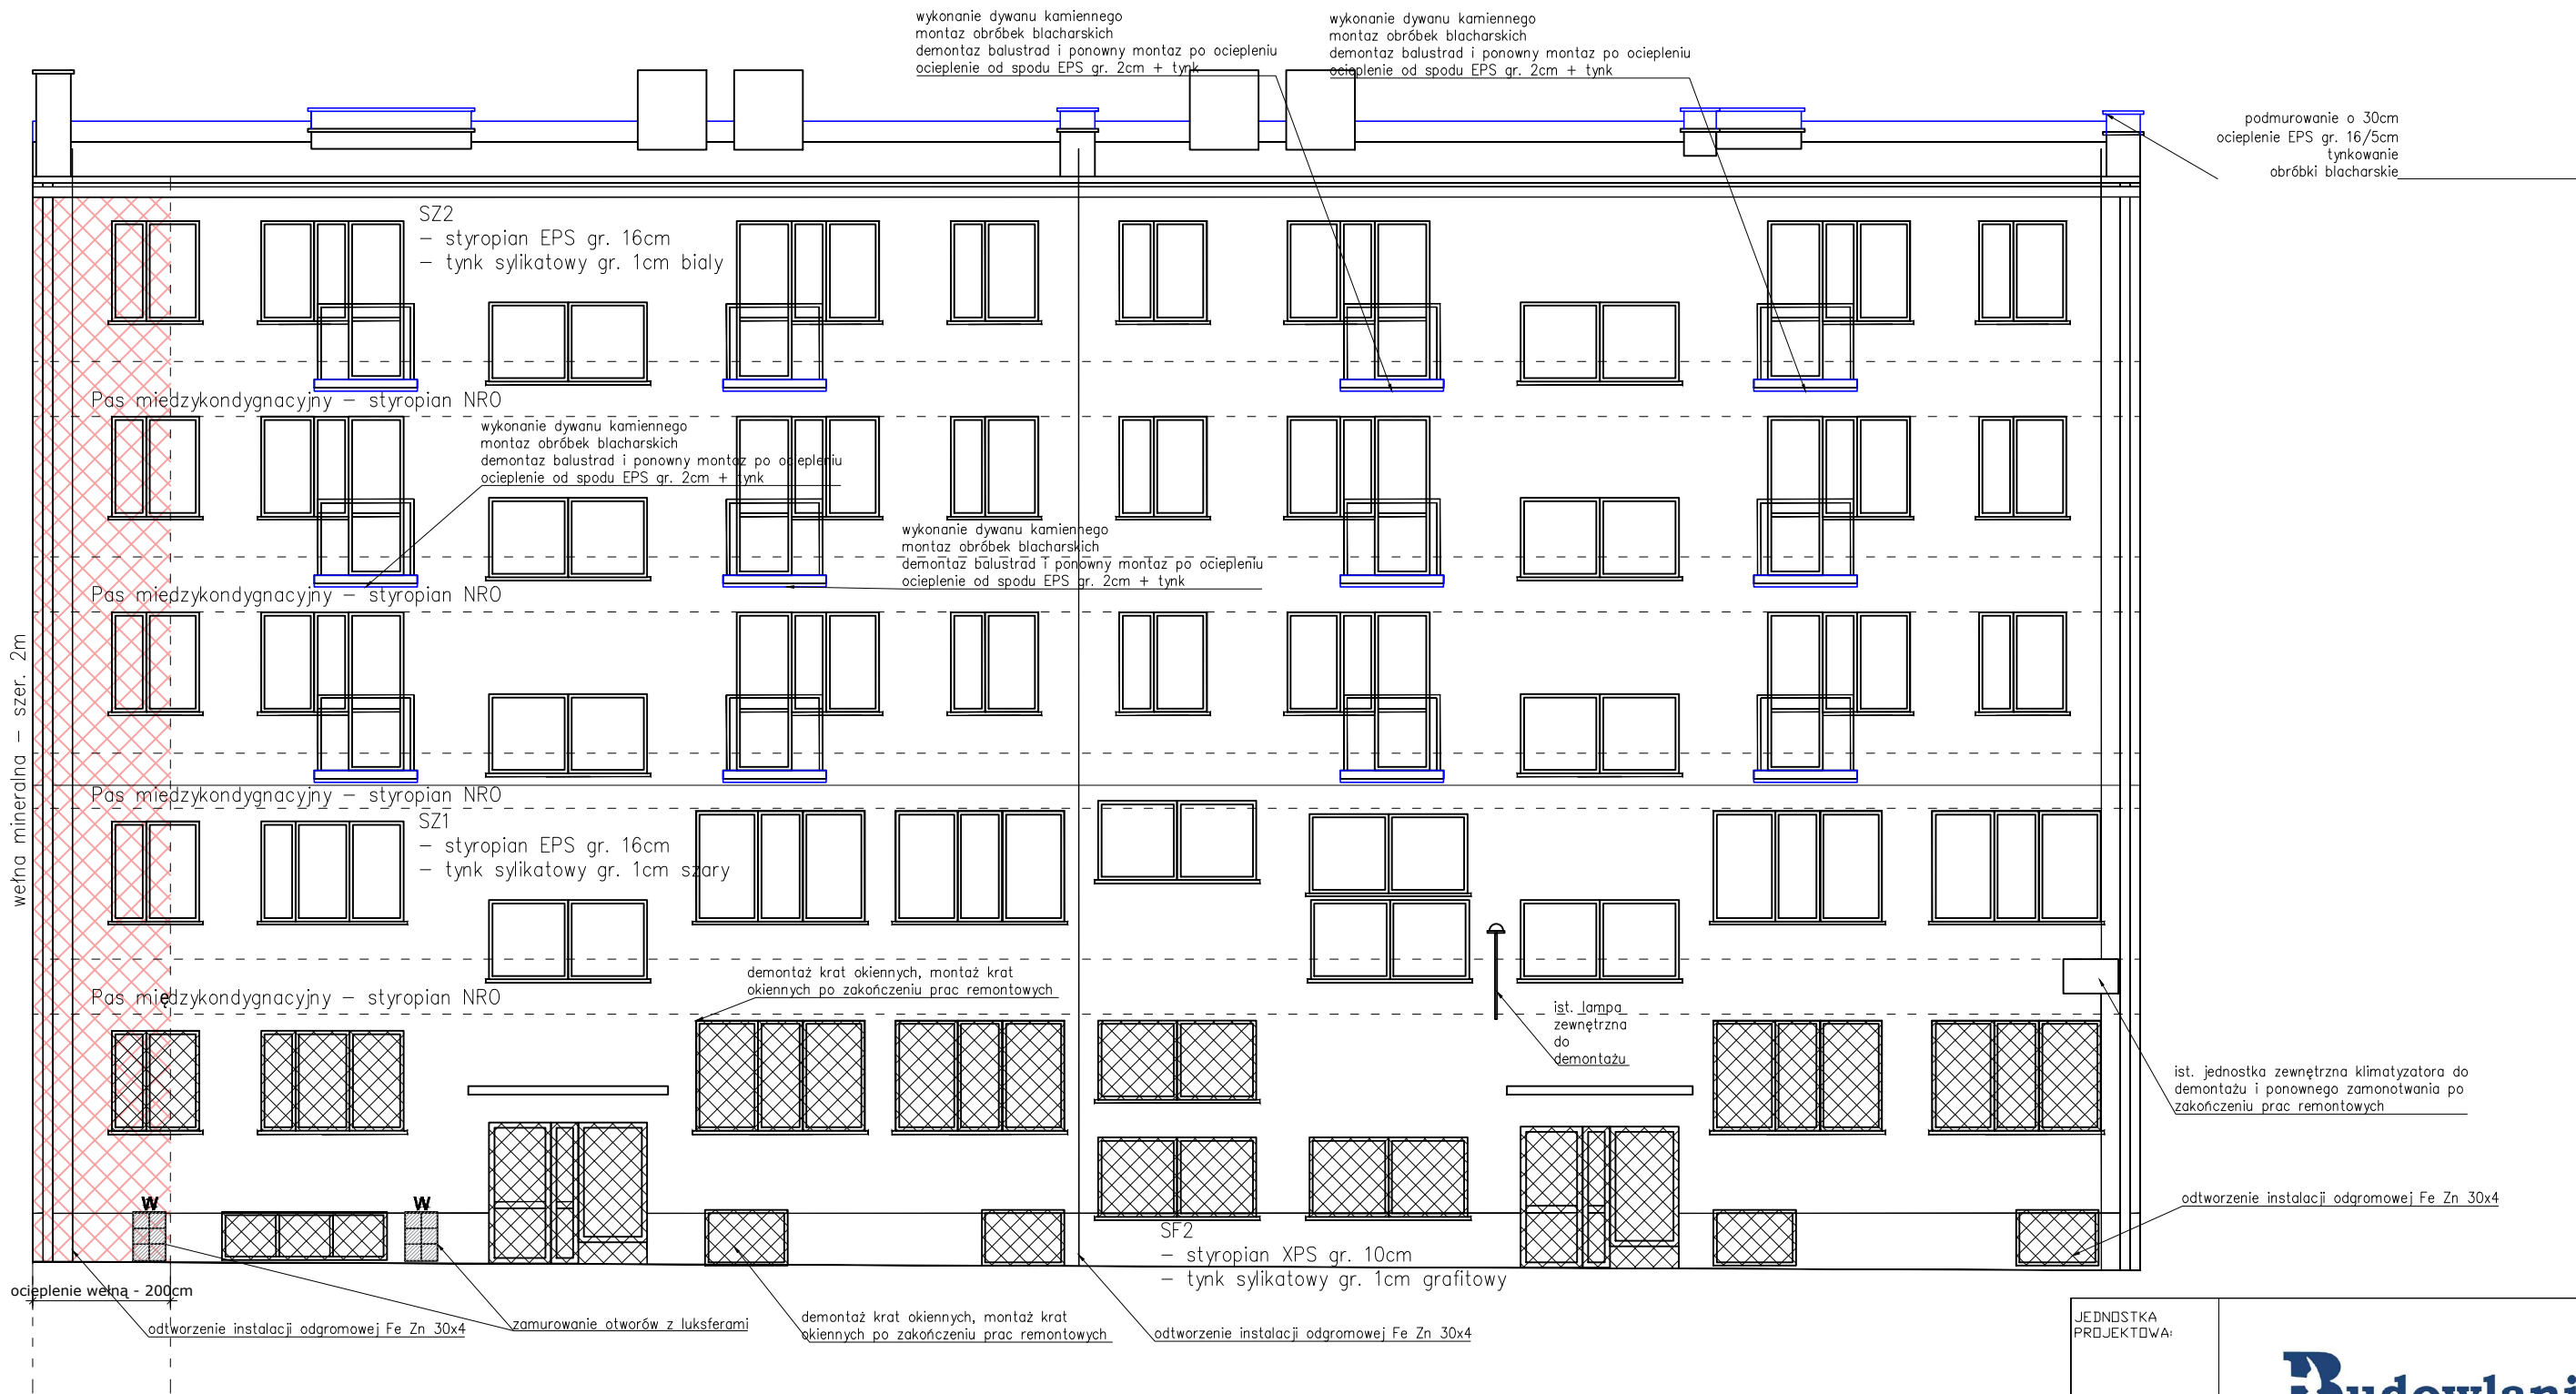 wykonanie dywanu kamiennego
montaz obróbek blacharskich
demontaz balustrad i ponowny montaz po ociepleniu
ocieplenie od spodu EPS gr. 2cm + tynk
wykonanie dywanu kamiennego
montaz obróbek blacharskich
demontaz balustrad i ponowny montaz po ociepleniu
ocieplenie od spodu EPS gr. 2cm + tynk
podmurowanie o 30cm
ocieplenie EPS gr. 16/5cm
tynkowanie
obróbki blacharskie
SZ2
- styropian EPS gr. 16cm
- tynk sylikatowy gr. 1cm bialy
Pas międzykondygnacyjny - styropian NRO
wykonanie dywanu kamiennego
montaz obróbek blacharskich
demontaz balustrad i ponowny montaz po ociepleniu
ocieplenie od spodu EPS gr. 2cm + tynk
wykonanie dywanu kamiennego
montaz obróbek blacharskich
demontaz balustrad i ponowny montaz po ociepleniu
ocieplenie od spodu EPS gr. 2cm + tynk
Pas międzykondygnacyjny - styropian NRO
wełna mineralna - szer. 2m
Pas międzykondygnacyjny - styropian NRO
SZ1
- styropian EPS gr. 16cm
- tynk sylikatowy gr. 1cm szary
demontaż krat okiennych, montaż krat
okiennych po zakończeniu prac remontowych
Pas międzykondygnacyjny - styropian NRO
ist. lampa
zewnętrzna
do
demontażu
ist. jednostka zewnętrzna klimatyzatora do
demontażu i ponownego zamonotwania po
zakończeniu prac remontowych
odtworzenie instalacji odgromowej Fe Zn 30x4
W
W
SF2
- styropian XPS gr. 10cm
- tynk sylikatowy gr. 1cm grafitowy
ocieplenie wełną - 200cm
odtworzenie instalacji odgromowej Fe Zn 30x4
zamurowanie otworów z luksferami
demontaż krat okiennych, montaż krat
okiennych po zakończeniu prac remontowych
odtworzenie instalacji odgromowej Fe Zn 30x4
JEDNOSTKA
PROJEKTOWA: